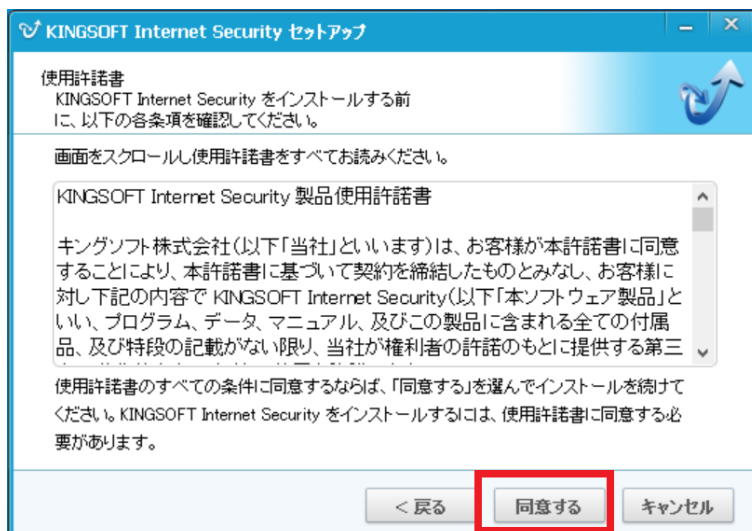 KINGSOFT Internet Security セットアップ
使用許諾書
KINGSOFT Internet Security をインストールする前
に、以下の各条項を確認してください。
画面をスクロールし使用許諾書をすべてお読みください。
KINGSOFT Internet Security 製品使用許諾書
キングソフト株式会社(以下「当社」といいます)は、お客様が本許諾書に同意
することにより、本許諾書に基づいて契約を締結したものとみなし、お客様に
対し下記の内容で KINGSOFT Internet Security(以下「本ソフトウェア製品」と
いい、プログラム、データ、マニュアル、及びこの製品に含まれる全ての付属
品、及び特段の記載がない限り、当社が権利者の許諾のもとに提供する第三
使用許諾書のすべての条件に同意するならば、「同意する」を選んでインストールを続けて
ください。KINGSOFT Internet Security をインストールするには、使用許諾書に同意する必
要があります。
< 戻る
同意する
キャンセル